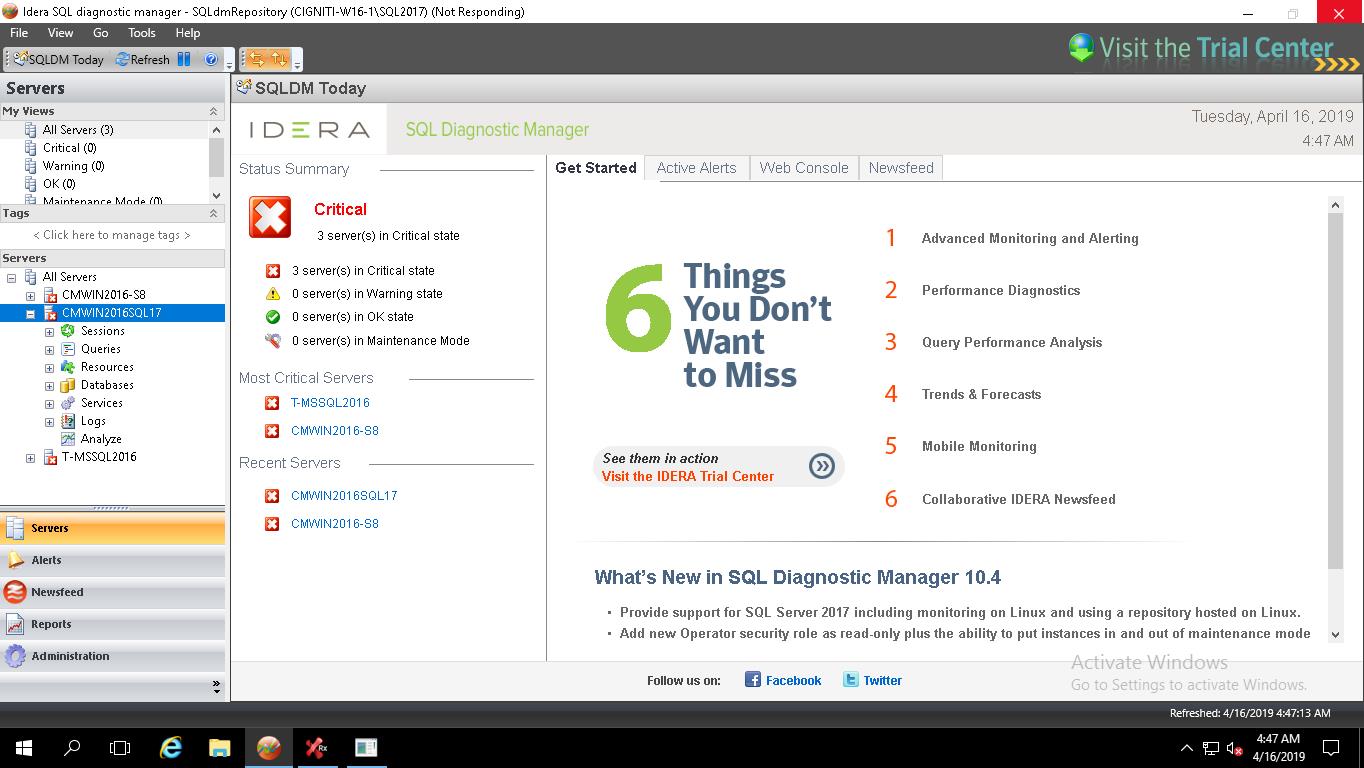 Idera SQL diagnostic manager - SQLdmRepository (CIGNITI-W16-1\SQL2017) (Not Responding)
File View Go Tools Help
SQLDM Today Refresh
Visit the Trial Center
Servers
My Views
All Servers (3)
Critical (0)
Warning (0)
OK (0)
Maintenance Mode (0)
Tags
< Click here to manage tags >
Servers
All Servers
CMWIN2016-S8
CMWIN2016SQL17
Sessions
Queries
Resources
Databases
Services
Logs
Analyze
T-MSSQL2016
Servers
Alerts
Newsfeed
Reports
Administration
SQLDM Today
IDERA SQL Diagnostic Manager
Tuesday, April 16, 2019
4:47 AM
Status Summary
Critical
3 server(s) in Critical state
3 server(s) in Critical state
0 server(s) in Warning state
0 server(s) in OK state
0 server(s) in Maintenance Mode
Most Critical Servers
T-MSSQL2016
CMWIN2016-S8
Recent Servers
CMWIN2016SQL17
CMWIN2016-S8
Get Started Active Alerts Web Console Newsfeed
6 Things
You Don't
Want
to Miss
See them in action
Visit the IDERA Trial Center
1 Advanced Monitoring and Alerting
2 Performance Diagnostics
3 Query Performance Analysis
4 Trends & Forecasts
5 Mobile Monitoring
6 Collaborative IDERA Newsfeed
What's New in SQL Diagnostic Manager 10.4
• Provide support for SQL Server 2017 including monitoring on Linux and using a repository hosted on Linux.
• Add new Operator security role as read-only plus the ability to put instances in and out of maintenance mode
Activate Windows
Go to Settings to activate Windows.
Follow us on: Facebook Twitter
Refreshed: 4/16/2019 4:47:13 AM
Rx
4:47 AM
4/16/2019